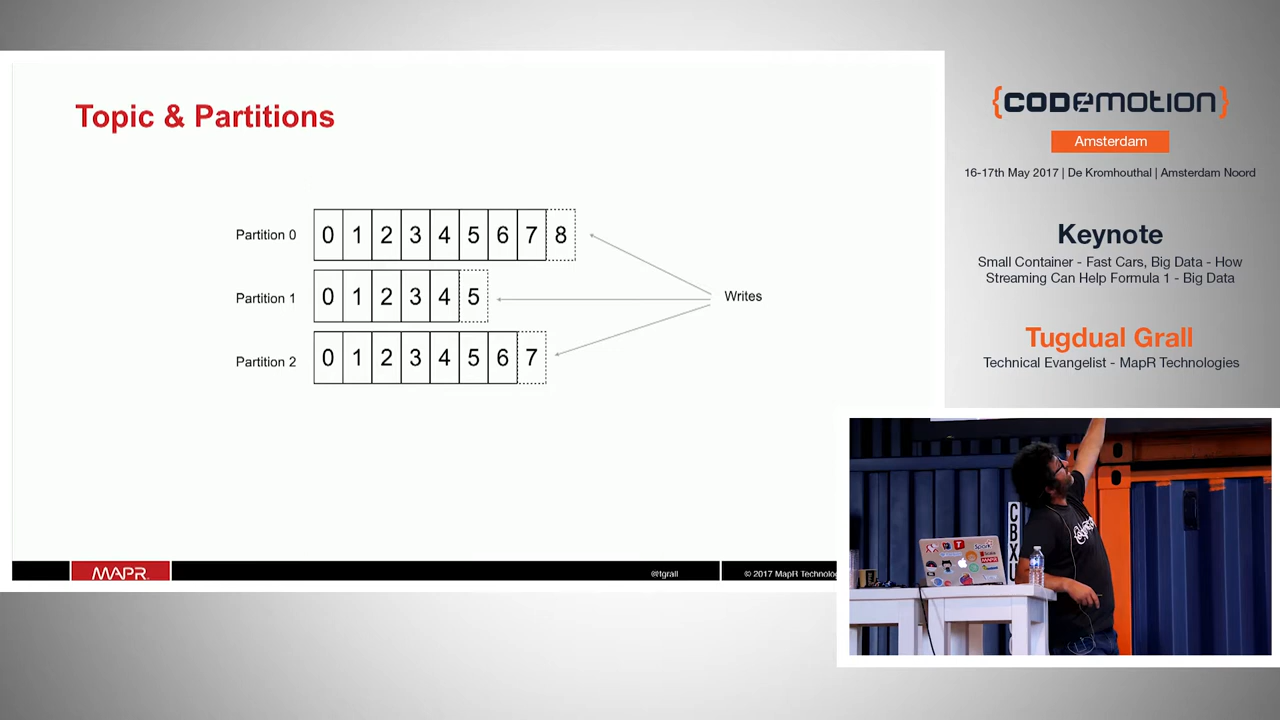 Topic & Partitions
Partition 0
0 1 2 3 4 5 6 7 8
Partition 1
0 1 2 3 4 5
Partition 2
0 1 2 3 4 5 6 7
Writes
MAPR
@tgrall
© 2017 MapR Technolo
{CODEMOTION}
Amsterdam
16-17th May 2017 | De Kromhouthal | Amsterdam Noord
Keynote
Small Container - Fast Cars, Big Data - How
Streaming Can Help Formula 1 - Big Data
Tugdual Grall
Technical Evangelist - MapR Technologies
CBXU
Spark